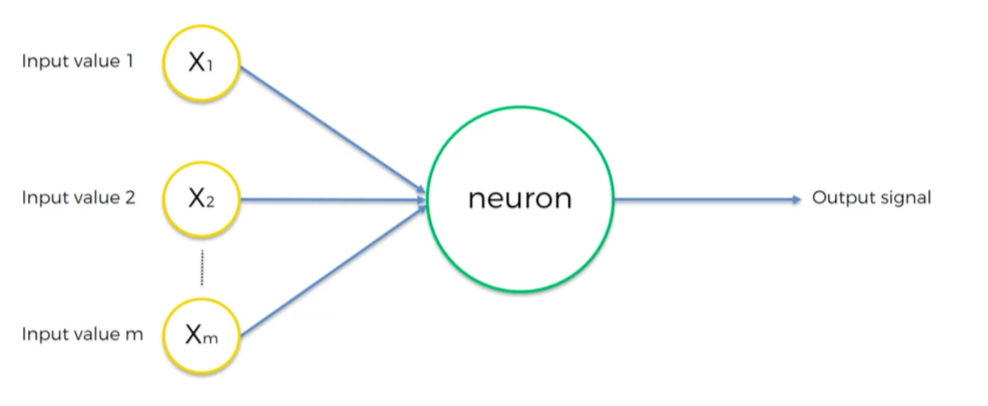 Input value 1
X₁
Input value 2
X₂
neuron
Output signal
Input value m
Xₘ